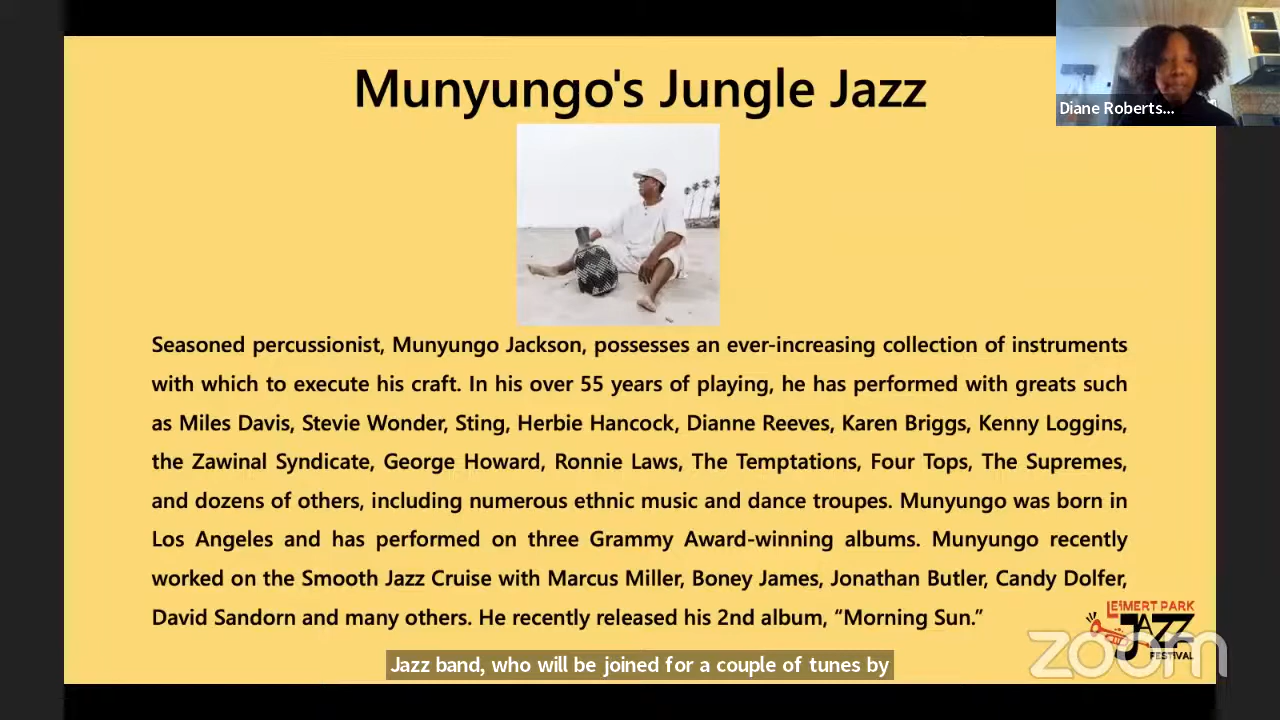 Munyungo's Jungle Jazz
Diane Roberts...
Seasoned percussionist, Munyungo Jackson, possesses an ever-increasing collection of instruments
with which to execute his craft. In his over 55 years of playing, he has performed with greats such
as Miles Davis, Stevie Wonder, Sting, Herbie Hancock, Dianne Reeves, Karen Briggs, Kenny Loggins,
the Zawinal Syndicate, George Howard, Ronnie Laws, The Temptations, Four Tops, The Supremes,
and dozens of others, including numerous ethnic music and dance troupes. Munyungo was born in
Los Angeles and has performed on three Grammy Award-winning albums. Munyungo recently
worked on the Smooth Jazz Cruise with Marcus Miller, Boney James, Jonathan Butler, Candy Dolfer,
David Sandorn and many others. He recently released his 2nd album, “Morning Sun.”
LEIMERT PARK
JAZZ
FESTIVAL
zoom
Jazz band, who will be joined for a couple of tunes by